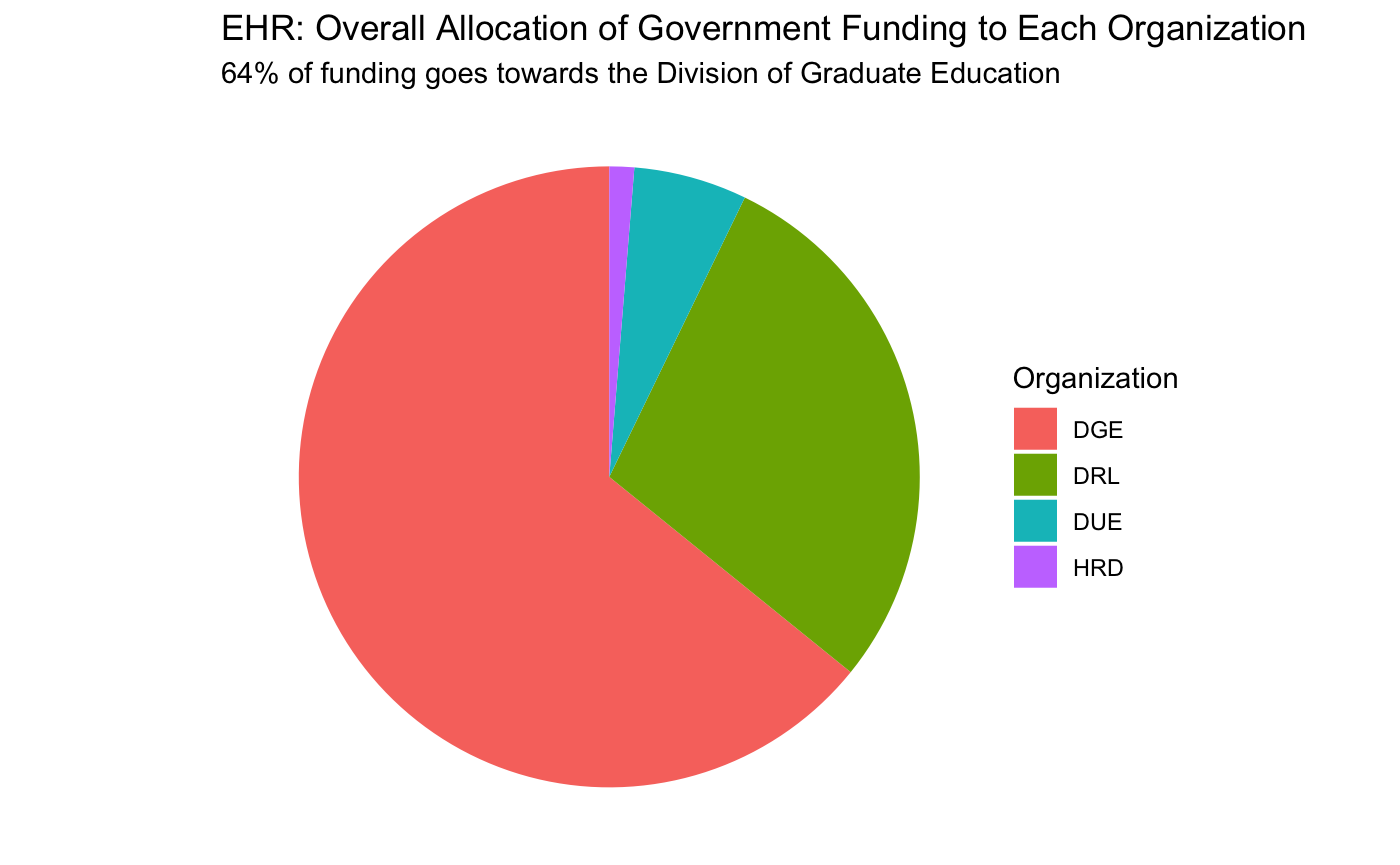 EHR: Overall Allocation of Government Funding to Each Organization
64% of funding goes towards the Division of Graduate Education
Organization
DGE
DRL
DUE
HRD